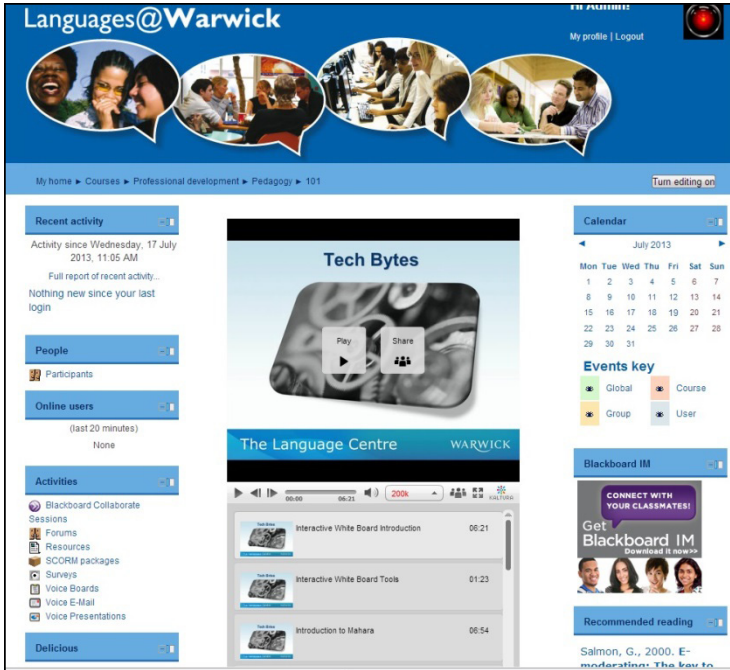 Languages@Warwick
Hi Admin!
My profile | Logout
My home ► Courses ► Professional development ► Pedagogy ► 101
Turn editing on
Recent activity
Activity since Wednesday, 17 July
2013, 11:05 AM
Full report of recent activity...
Nothing new since your last
login
People
Participants
Online users
(last 20 minutes)
None
Activities
Blackboard Collaborate
Sessions
Forums
Resources
SCORM packages
Surveys
Voice Boards
Voice E-Mail
Voice Presentations
Delicious
Tech Bytes
Play
Share
The Language Centre
WARWICK
00:00
06:21
200k
KALTURA
Tech Bytes
Interactive White Board Introduction 06:21
Tech Bytes
Interactive White Board Tools 01:23
Tech Bytes
Introduction to Mahara 06:54
Calendar
◄ July 2013 ►
Mon Tue Wed Thu Fri Sat Sun
1 2 3 4 5 6 7
8 9 10 11 12 13 14
15 16 17 18 19 20 21
22 23 24 25 26 27 28
29 30 31
Events key
Global Course
Group User
Blackboard IM
CONNECT WITH
YOUR CLASSMATES!
Get
Blackboard IM
Download it now>>
Recommended reading
Salmon, G., 2000. E-
moderating: The key to